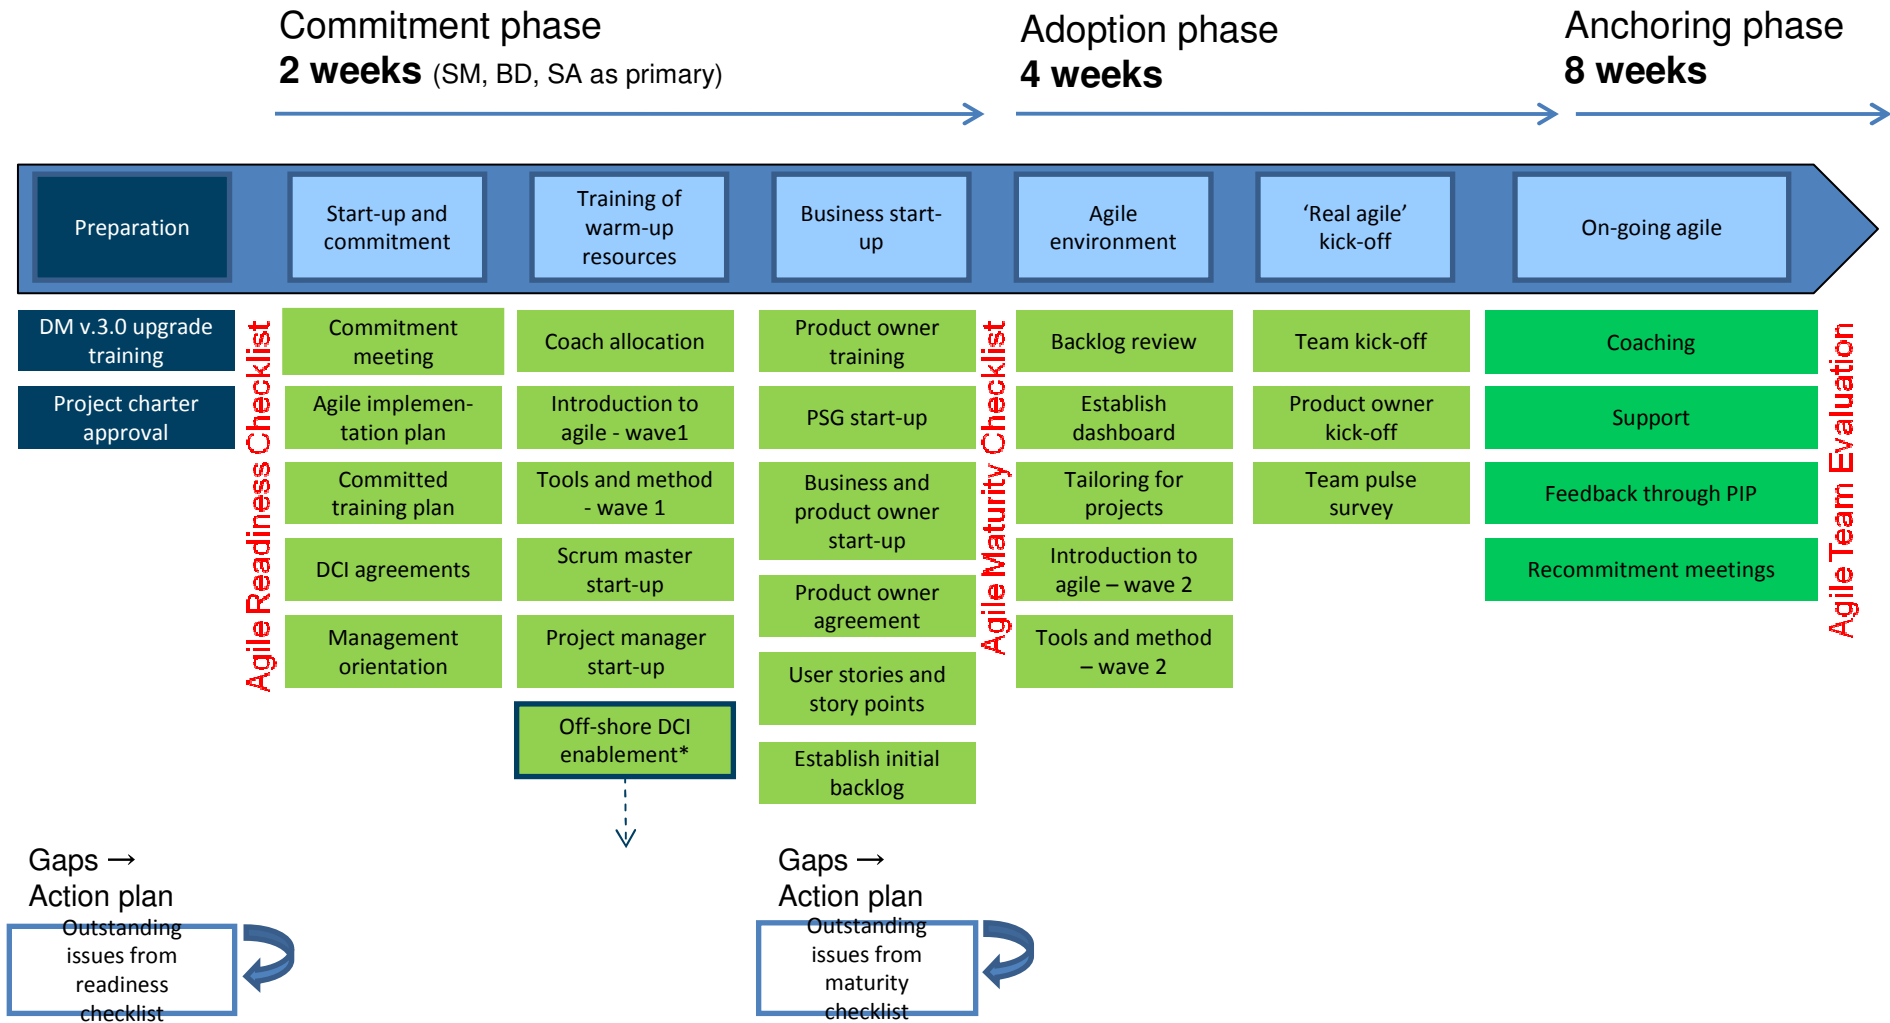 Commitment phase
2 weeks (SM, BD, SA as primary)
Adoption phase
4 weeks
Anchoring phase
8 weeks
Preparation
Start-up and
commitment
Training of
warm-up
resources
Business start-
up
Agile
environment
‘Real agile’
kick-off
On-going agile
DM v.3.0 upgrade
training
Project charter
approval
Agile Readiness Checklist
Commitment
meeting
Agile implemen-
tation plan
Committed
training plan
DCI agreements
Management
orientation
Coach allocation
Introduction to
agile - wave1
Tools and method
- wave 1
Scrum master
start-up
Project manager
start-up
Off-shore DCI
enablement*
Product owner
training
PSG start-up
Business and
product owner
start-up
Product owner
agreement
User stories and
story points
Establish initial
backlog
Agile Maturity Checklist
Backlog review
Establish
dashboard
Tailoring for
projects
Introduction to
agile – wave 2
Tools and method
– wave 2
Team kick-off
Product owner
kick-off
Team pulse
survey
Coaching
Support
Feedback through PIP
Recommitment meetings
Agile Team Evaluation
Gaps →
Action plan
Outstanding
issues from
readiness
checklist
Gaps →
Action plan
Outstanding
issues from
maturity
checklist